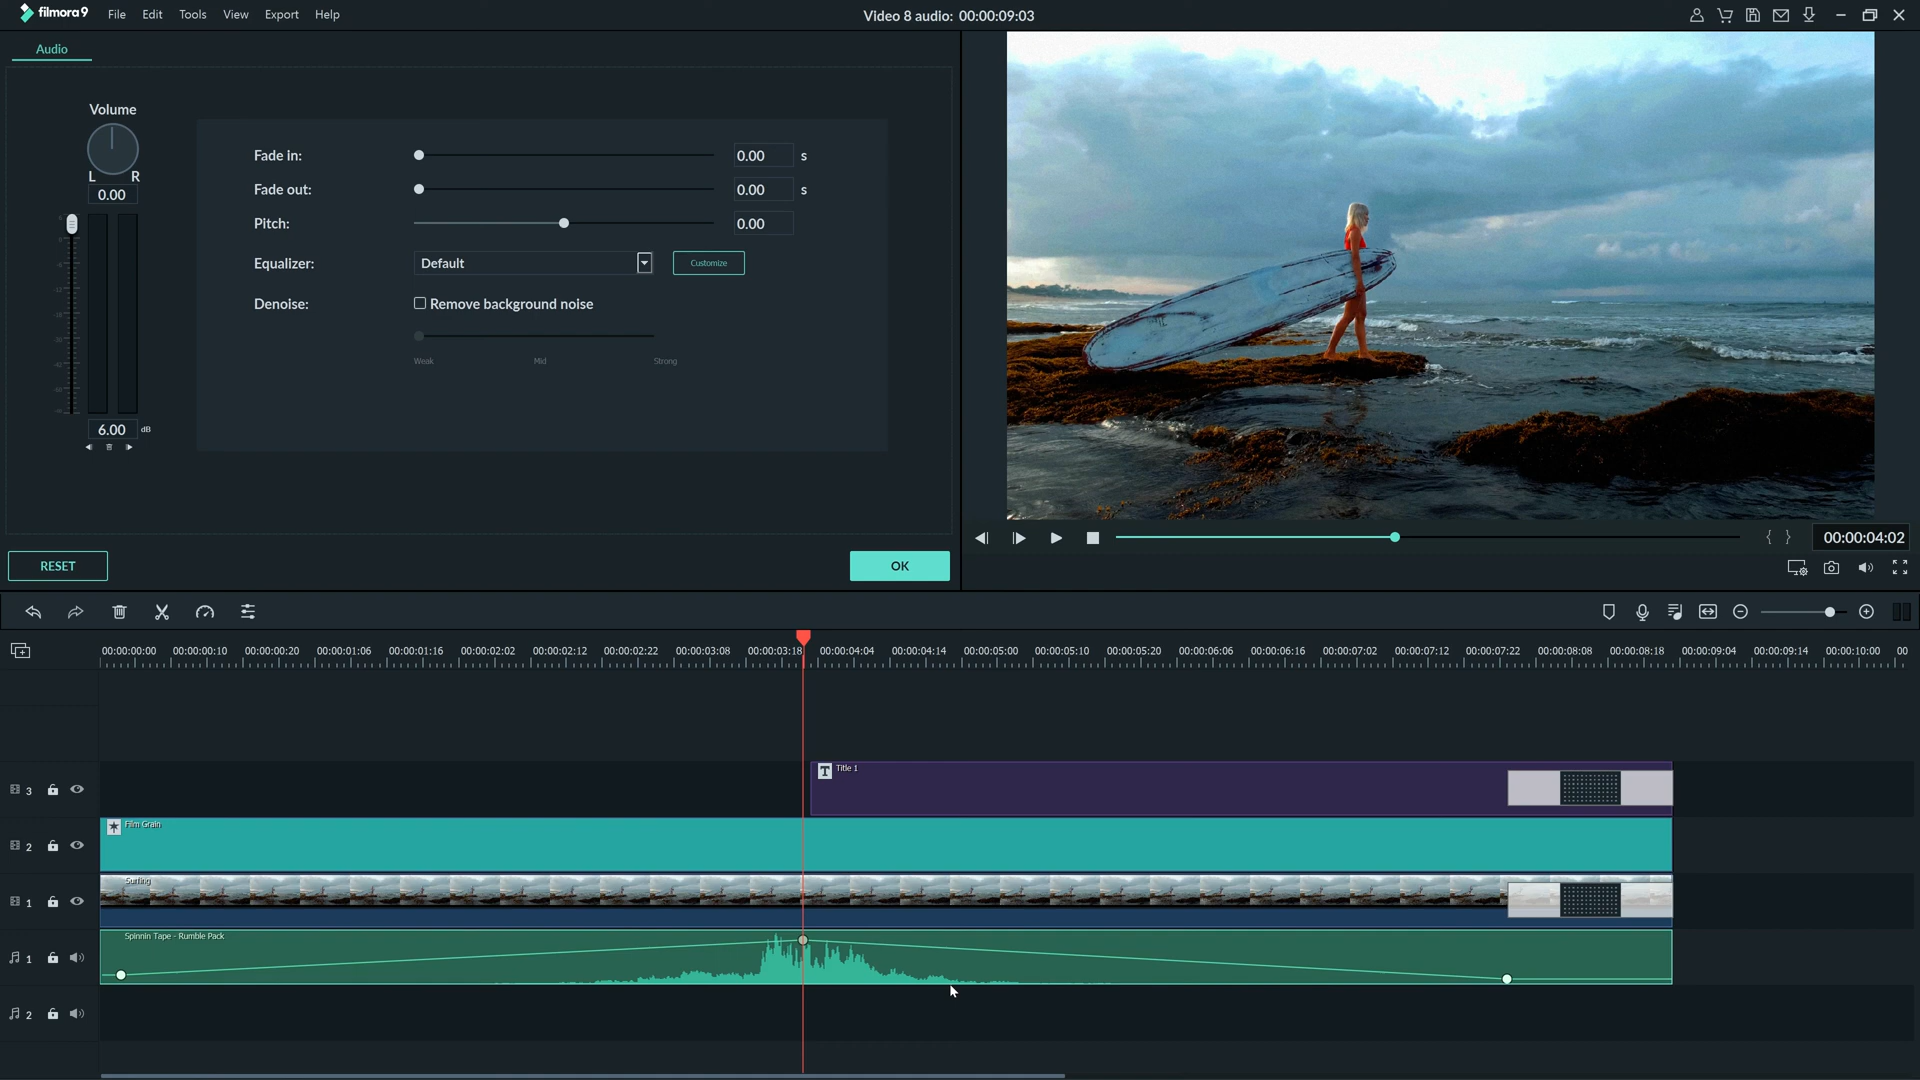 filmora9 File Edit Tools View Export Help
Video 8 audio: 00:00:09:03
Audio
Volume
L R
0.00
6.00 dB
Fade in: 0.00 s
Fade out: 0.00 s
Pitch: 0.00
Equalizer: Default Customize
Denoise: Remove background noise
Weak Mid Strong
RESET OK
{ } 00:00:04:02
00:00:00:00 00:00:00:10 00:00:00:20 00:00:01:06 00:00:01:16 00:00:02:02 00:00:02:12 00:00:02:22 00:00:03:08 00:00:03:18 00:00:04:04 00:00:04:14 00:00:05:00 00:00:05:10 00:00:05:20 00:00:06:06 00:00:06:16 00:00:07:02 00:00:07:12 00:00:07:22 00:00:08:08 00:00:08:18 00:00:09:04 00:00:09:14 00:00:10:00 00
3 T Title 1
2 Film Grain
1 Surfing
1 Spinnin Tape - Rumble Pack
2